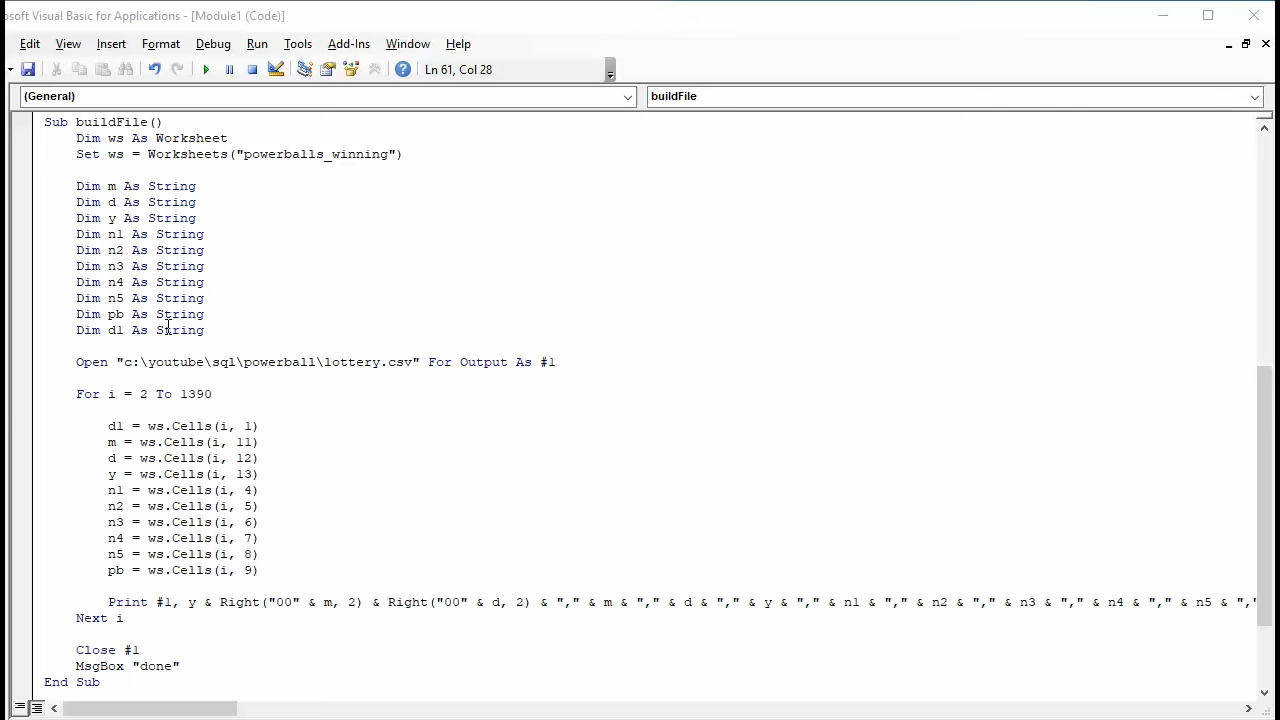 osoft Visual Basic for Applications - [Module1 (Code)]
Edit View Insert Format Debug Run Tools Add-Ins Window Help
Ln 61, Col 28
(General) buildFile
Sub buildFile()
Dim ws As Worksheet
Set ws = Worksheets("powerballs_winning")
Dim m As String
Dim d As String
Dim y As String
Dim n1 As String
Dim n2 As String
Dim n3 As String
Dim n4 As String
Dim n5 As String
Dim pb As String
Dim d1 As String
Open "c:\youtube\sql\powerball\lottery.csv" For Output As #1
For i = 2 To 1390
d1 = ws.Cells(i, 1)
m = ws.Cells(i, 11)
d = ws.Cells(i, 12)
y = ws.Cells(i, 13)
n1 = ws.Cells(i, 4)
n2 = ws.Cells(i, 5)
n3 = ws.Cells(i, 6)
n4 = ws.Cells(i, 7)
n5 = ws.Cells(i, 8)
pb = ws.Cells(i, 9)
Print #1, y & Right("00" & m, 2) & Right("00" & d, 2) & "," & m & "," & d & "," & y & "," & n1 & "," & n2 & "," & n3 & "," & n4 & "," & n5 & ","
Next i
Close #1
MsgBox "done"
End Sub